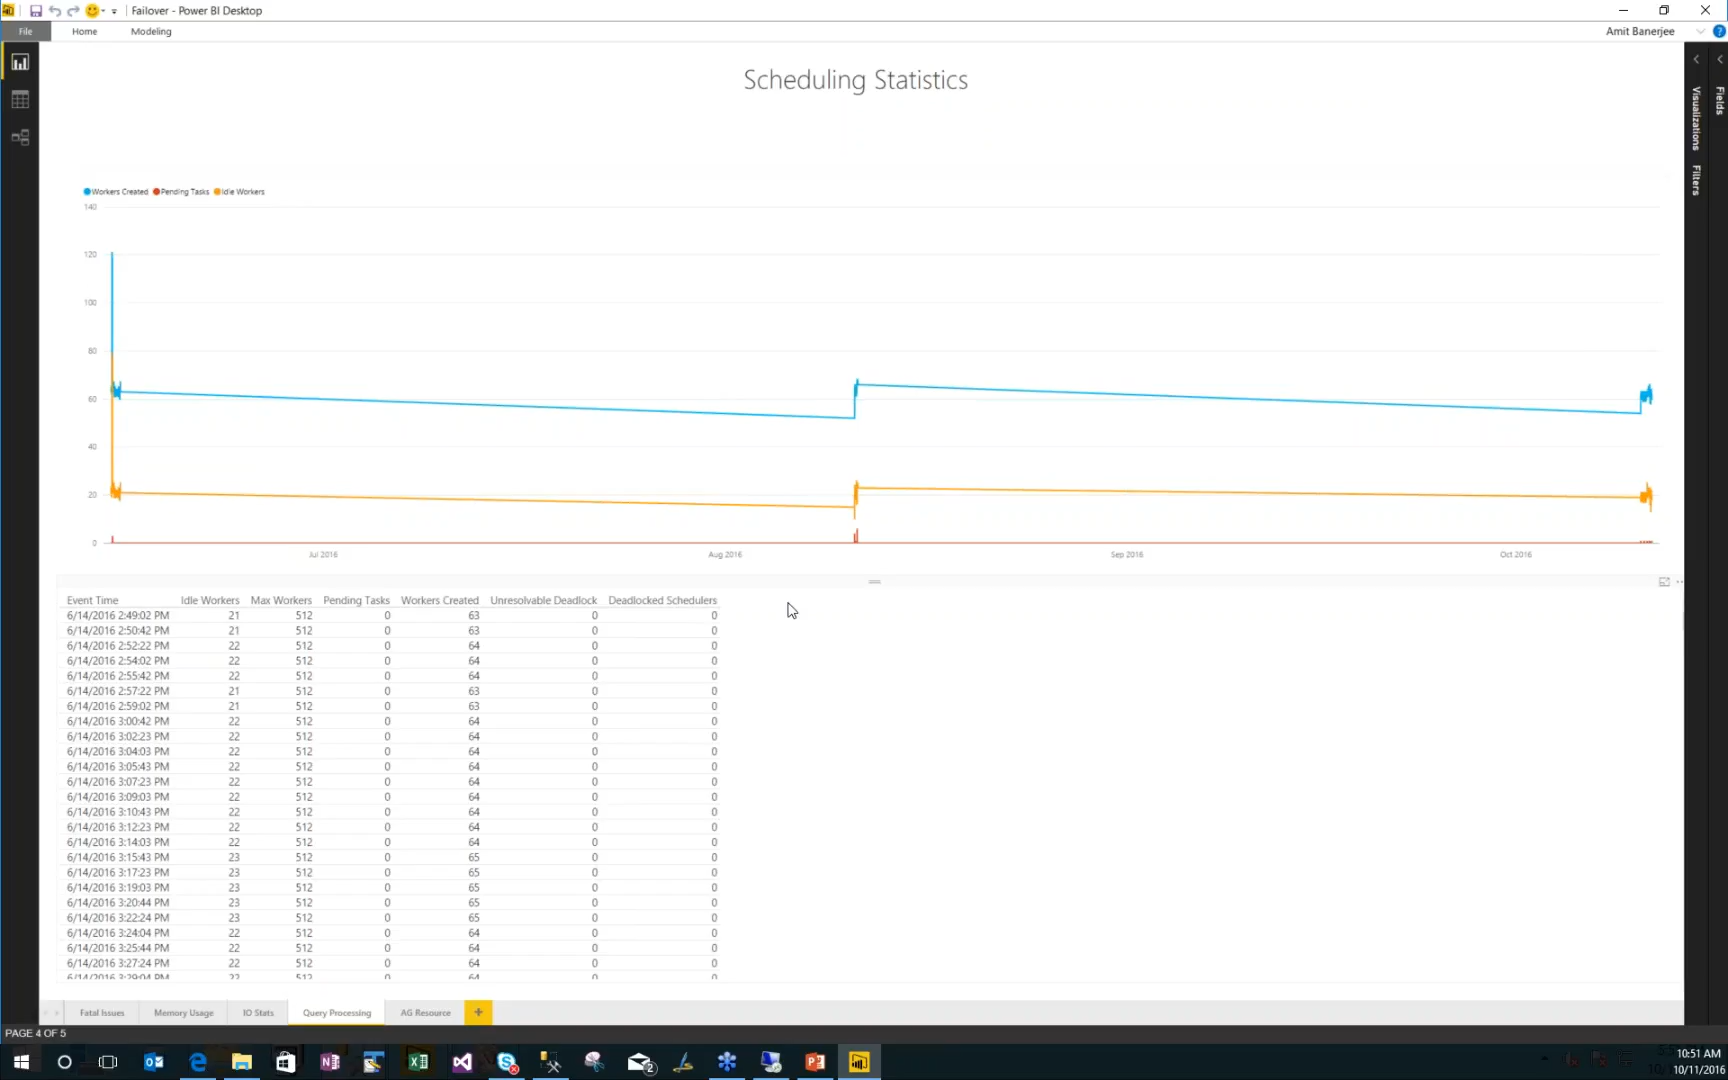 Failover - Power BI Desktop
File Home Modeling Amit Banerjee
Scheduling Statistics
Visualizations
Filters
Fields
Workers Created Pending Tasks Idle Workers
140
120
100
80
60
40
20
0
Jul 2016 Aug 2016 Sep 2016 Oct 2016
Event Time Idle Workers Max Workers Pending Tasks Workers Created Unresolvable Deadlock Deadlocked Schedulers
6/14/2016 2:49:02 PM 21 512 0 63 0 0
6/14/2016 2:50:42 PM 21 512 0 63 0 0
6/14/2016 2:52:22 PM 22 512 0 64 0 0
6/14/2016 2:54:02 PM 22 512 0 64 0 0
6/14/2016 2:55:42 PM 22 512 0 64 0 0
6/14/2016 2:57:22 PM 21 512 0 63 0 0
6/14/2016 2:59:02 PM 21 512 0 63 0 0
6/14/2016 3:00:42 PM 22 512 0 64 0 0
6/14/2016 3:02:23 PM 22 512 0 64 0 0
6/14/2016 3:04:03 PM 22 512 0 64 0 0
6/14/2016 3:05:43 PM 22 512 0 64 0 0
6/14/2016 3:07:23 PM 22 512 0 64 0 0
6/14/2016 3:09:03 PM 22 512 0 64 0 0
6/14/2016 3:10:43 PM 22 512 0 64 0 0
6/14/2016 3:12:23 PM 22 512 0 64 0 0
6/14/2016 3:14:03 PM 22 512 0 64 0 0
6/14/2016 3:15:43 PM 23 512 0 65 0 0
6/14/2016 3:17:23 PM 23 512 0 65 0 0
6/14/2016 3:19:03 PM 23 512 0 65 0 0
6/14/2016 3:20:44 PM 23 512 0 65 0 0
6/14/2016 3:22:24 PM 23 512 0 65 0 0
6/14/2016 3:24:04 PM 22 512 0 64 0 0
6/14/2016 3:25:44 PM 22 512 0 64 0 0
6/14/2016 3:27:24 PM 22 512 0 64 0 0
6/14/2016 3:29:04 PM 22 512 0 64 0 0
Fatal Issues Memory Usage IO Stats Query Processing AG Resource +
PAGE 4 OF 5
10:51 AM
10/11/2016